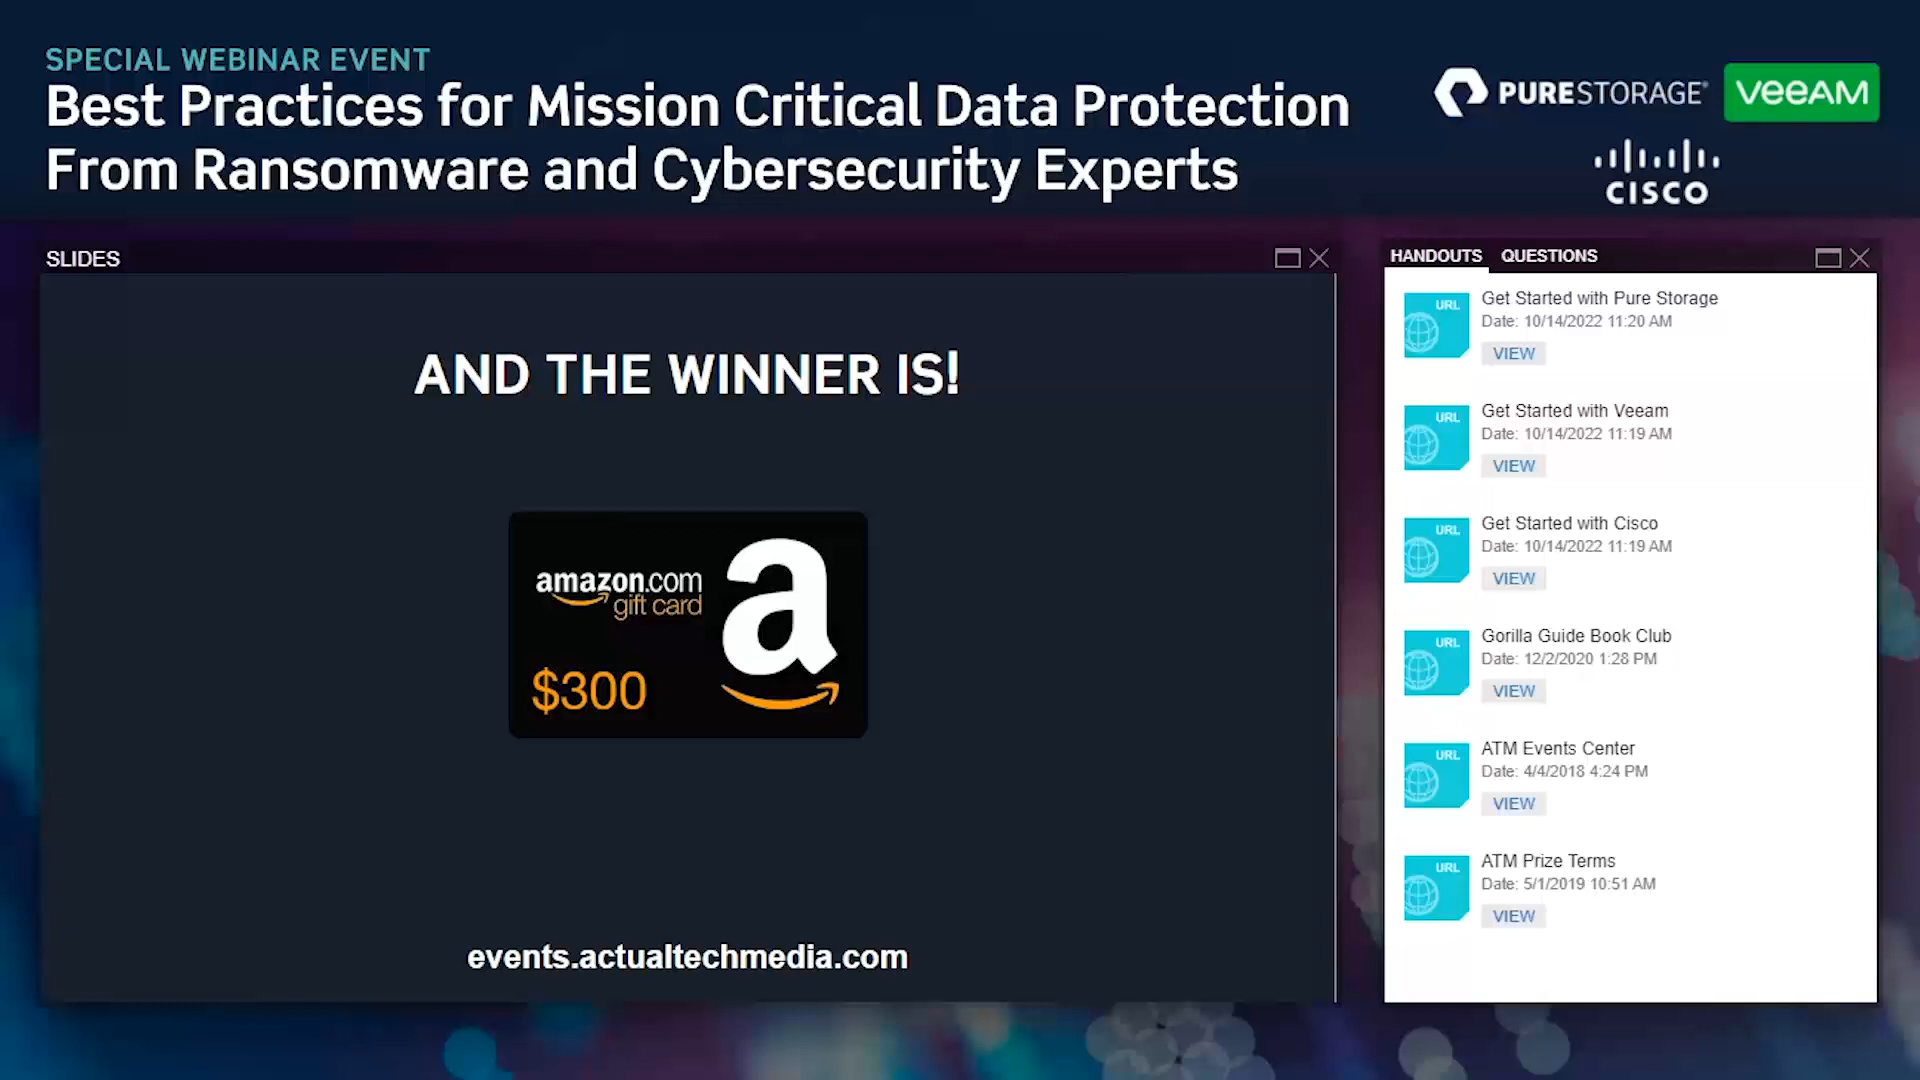 SPECIAL WEBINAR EVENT
Best Practices for Mission Critical Data Protection
From Ransomware and Cybersecurity Experts
PURESTORAGE
VEEAM
CISCO
SLIDES
AND THE WINNER IS!
amazon.com
gift card
a
$300
events.actualtechmedia.com
HANDOUTS QUESTIONS
URL
Get Started with Pure Storage
Date: 10/14/2022 11:20 AM
VIEW
URL
Get Started with Veeam
Date: 10/14/2022 11:19 AM
VIEW
URL
Get Started with Cisco
Date: 10/14/2022 11:19 AM
VIEW
URL
Gorilla Guide Book Club
Date: 12/2/2020 1:28 PM
VIEW
URL
ATM Events Center
Date: 4/4/2018 4:24 PM
VIEW
URL
ATM Prize Terms
Date: 5/1/2019 10:51 AM
VIEW